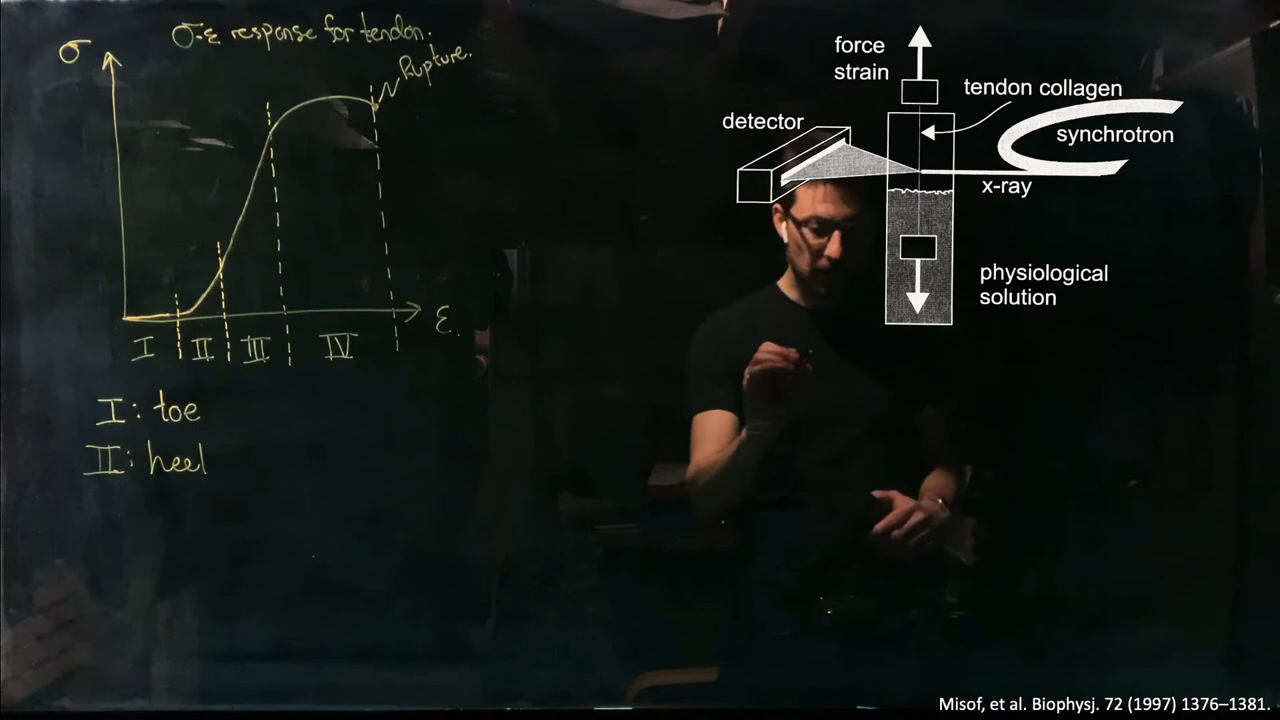 σ-ε response for tendon.
σ
Rupture.
ε.
I II III IV
I: toe
II: heel
force
strain
tendon collagen
detector
synchrotron
x-ray
physiological
solution
Misof, et al. Biophysj. 72 (1997) 1376–1381.